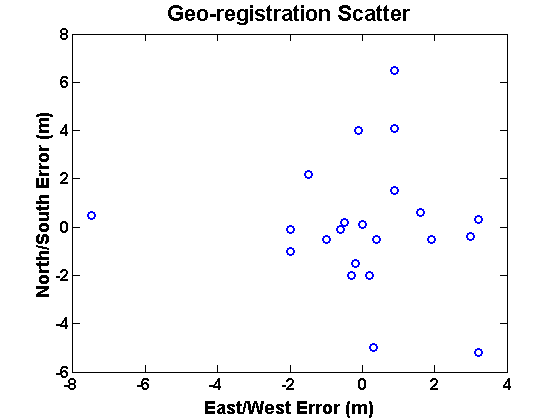 Geo-registration Scatter
8
6
4
2
0
-2
-4
-6
North/South Error (m)
-8 -6 -4 -2 0 2 4
East/West Error (m)